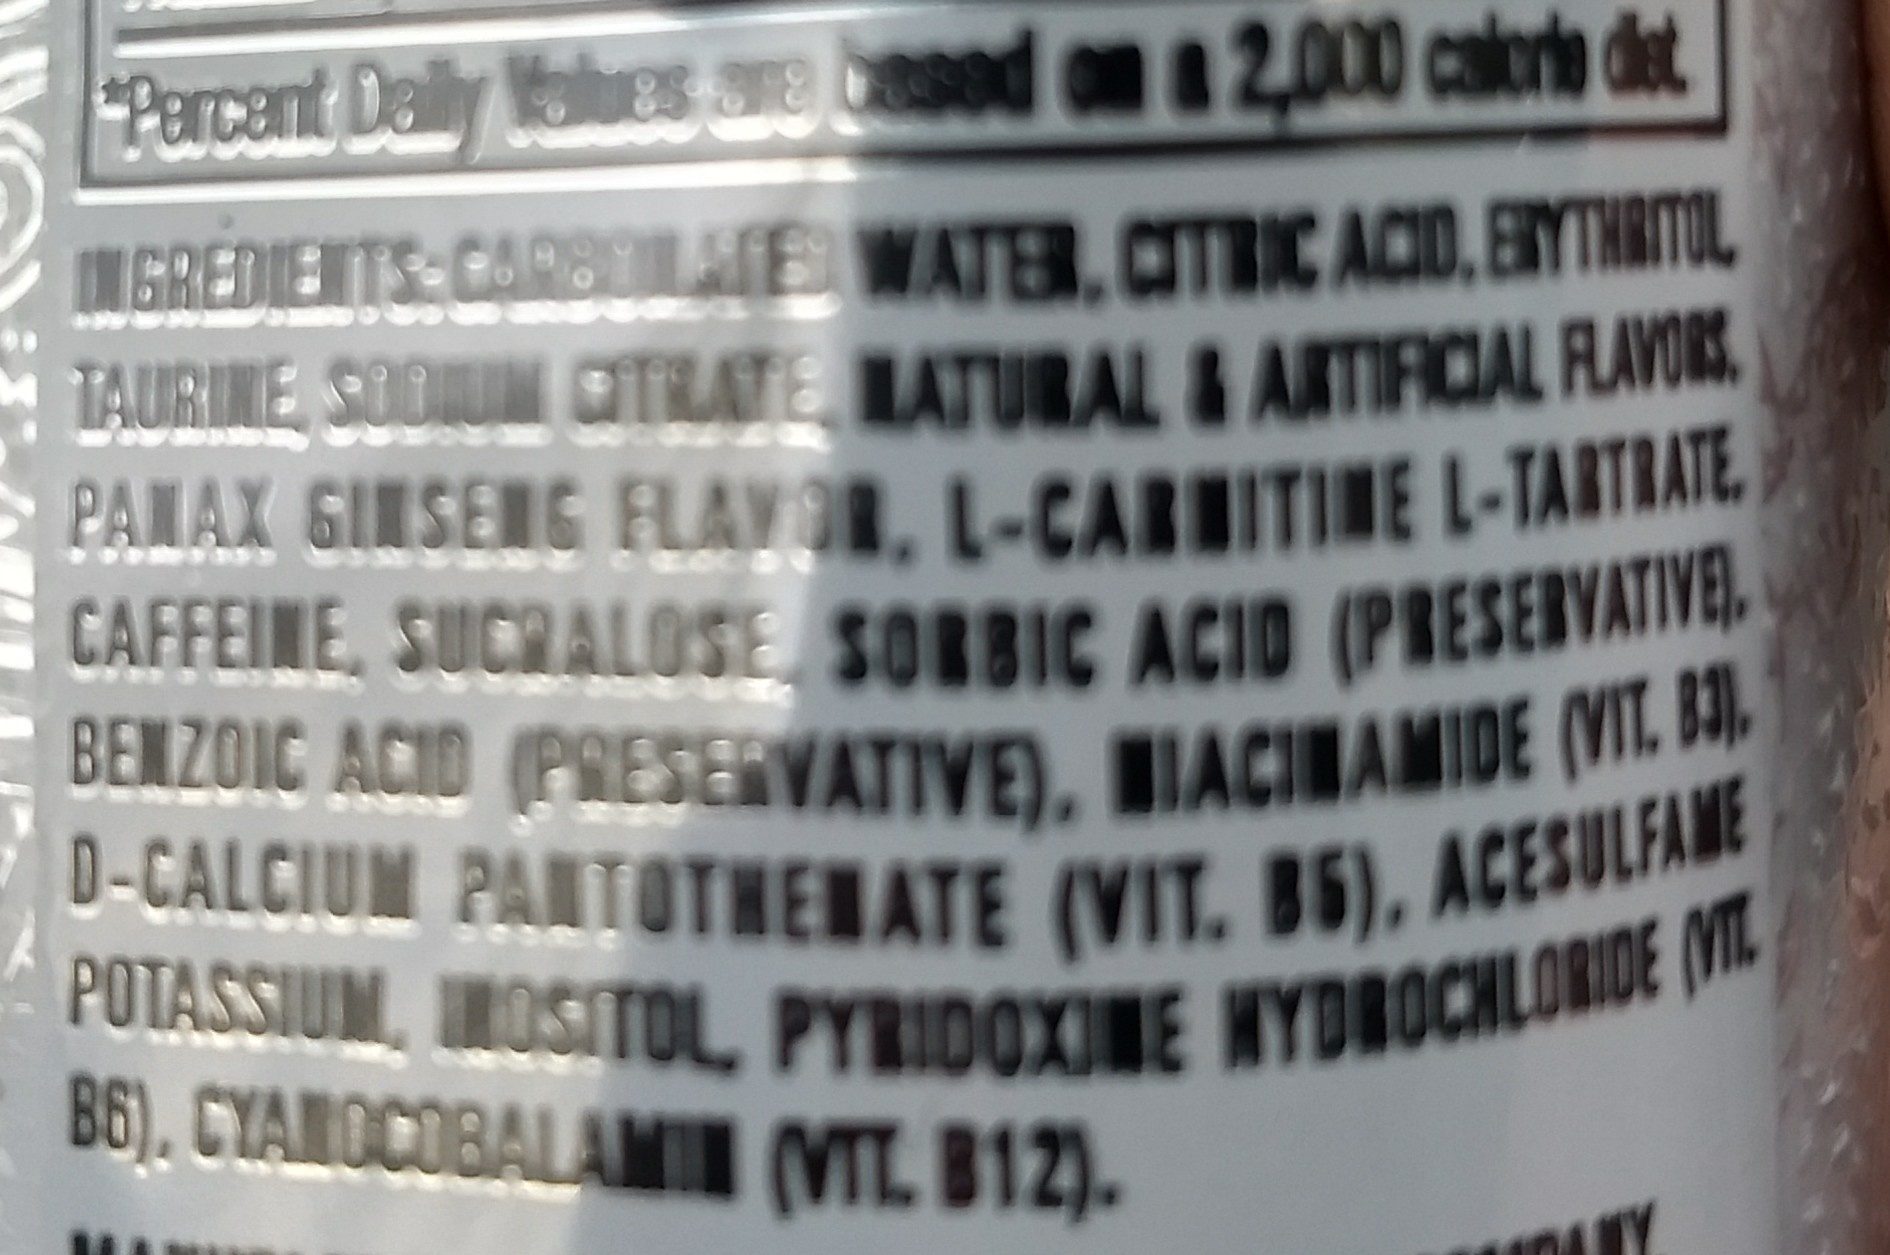 *Percent Daily Values are based on a 2,000 calorie diet.
INGREDIENTS: CARBONATED WATER, CITRIC ACID, ERYTHRITOL,
TAURINE, SODIUM CITRATE, NATURAL & ARTIFICIAL FLAVORS,
PANAX GINSENG FLAVOR, L-CARNITINE L-TARTRATE,
CAFFEINE, SUCRALOSE, SORBIC ACID (PRESERVATIVE),
BENZOIC ACID (PRESERVATIVE), NIACINAMIDE (VIT. B3),
D-CALCIUM PANTOTHENATE (VIT. B5), ACESULFAME
POTASSIUM, INOSITOL, PYRIDOXINE HYDROCHLORIDE (VIT.
B6), CYANOCOBALAMIN (VIT. B12).
COMPANY